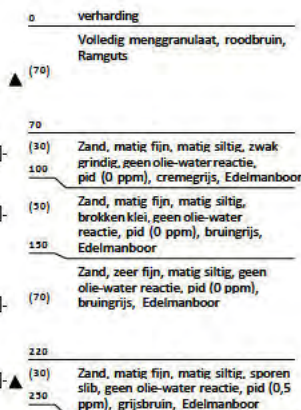 0 verharding
Volledig menggranulaat, roodbruin,
Ramguts
(70)
70
(30) Zand, matig fijn, matig siltig, zwak
grindig, geen olie-water reactie,
100 pid (0 ppm), cremegrijs, Edelmanboor
(50) Zand, matig fijn, matig siltig,
brokken klei, geen olie-water
reactie, pid (0 ppm), bruingrijs,
150 Edelmanboor
Zand, zeer fijn, matig siltig, geen
olie-water reactie, pid (0 ppm),
(70) bruingrijs, Edelmanboor
220
(30) Zand, matig fijn, matig siltig, sporen
slib, geen olie-water reactie, pid (0,5
250 ppm), grijsbruin, Edelmanboor